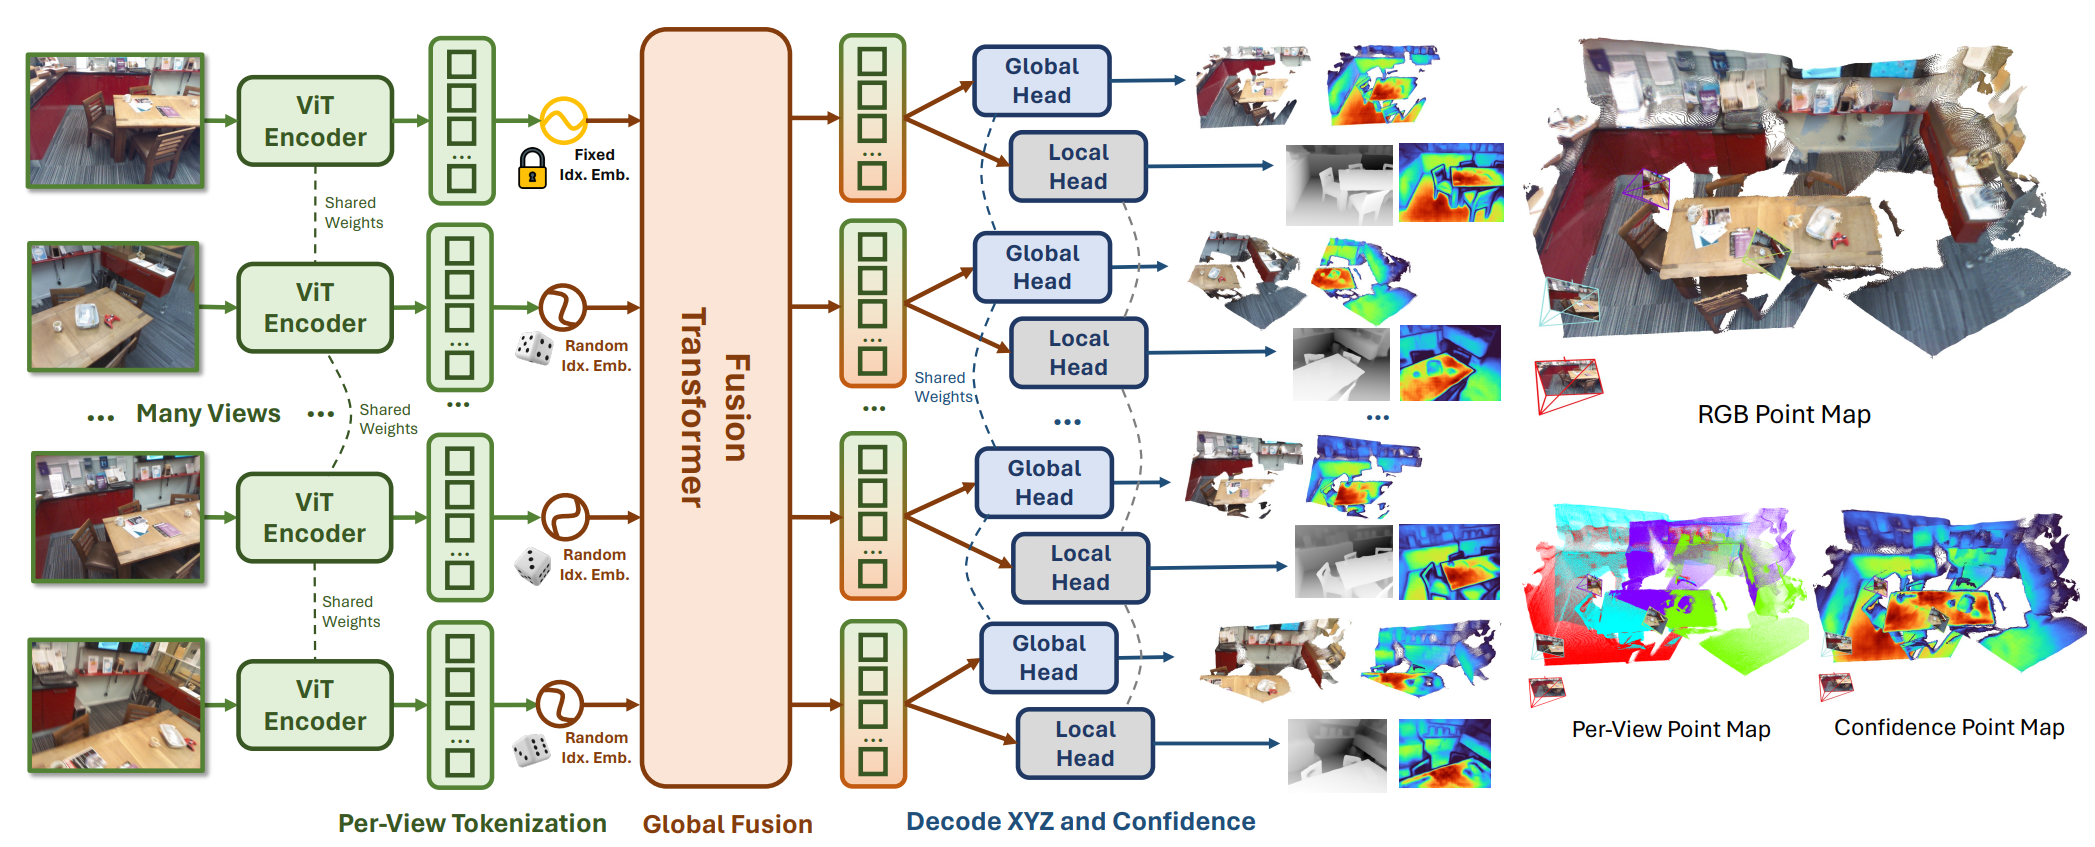 ViT
Encoder
Fixed
Idx. Emb.
Shared
Weights
ViT
Encoder
Random
Idx. Emb.
... Many Views ...
Shared
Weights
...
ViT
Encoder
Random
Idx. Emb.
Shared
Weights
ViT
Encoder
Random
Idx. Emb.
Per-View Tokenization
Fusion
Transformer
Global Fusion
Global
Head
Local
Head
Global
Head
Local
Head
Shared
Weights
...
...
...
Global
Head
Local
Head
Global
Head
Local
Head
Decode XYZ and Confidence
RGB Point Map
Per-View Point Map
Confidence Point Map